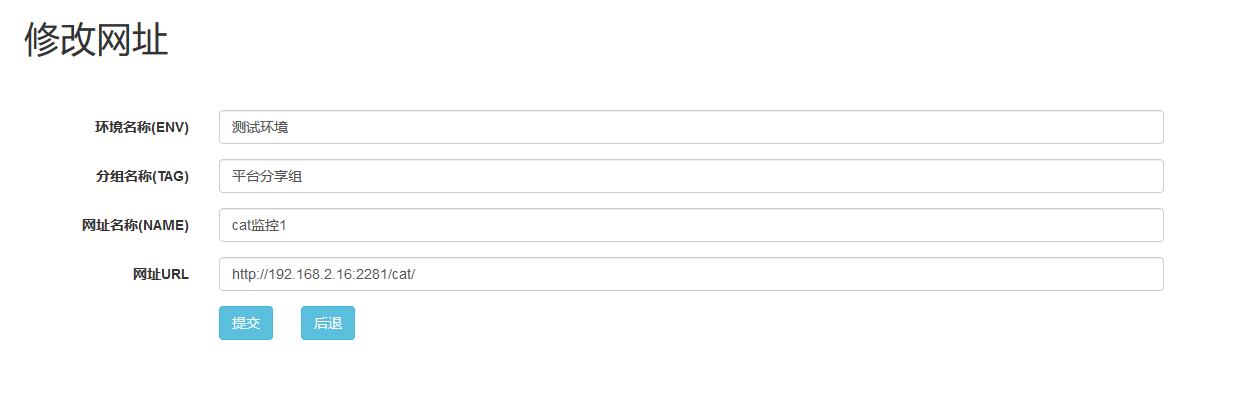 修改网址
环境名称(ENV) 测试环境
分组名称(TAG) 平台分享组
网址名称(NAME) cat监控1
网址URL http://192.168.2.16:2281/cat/
提交 后退